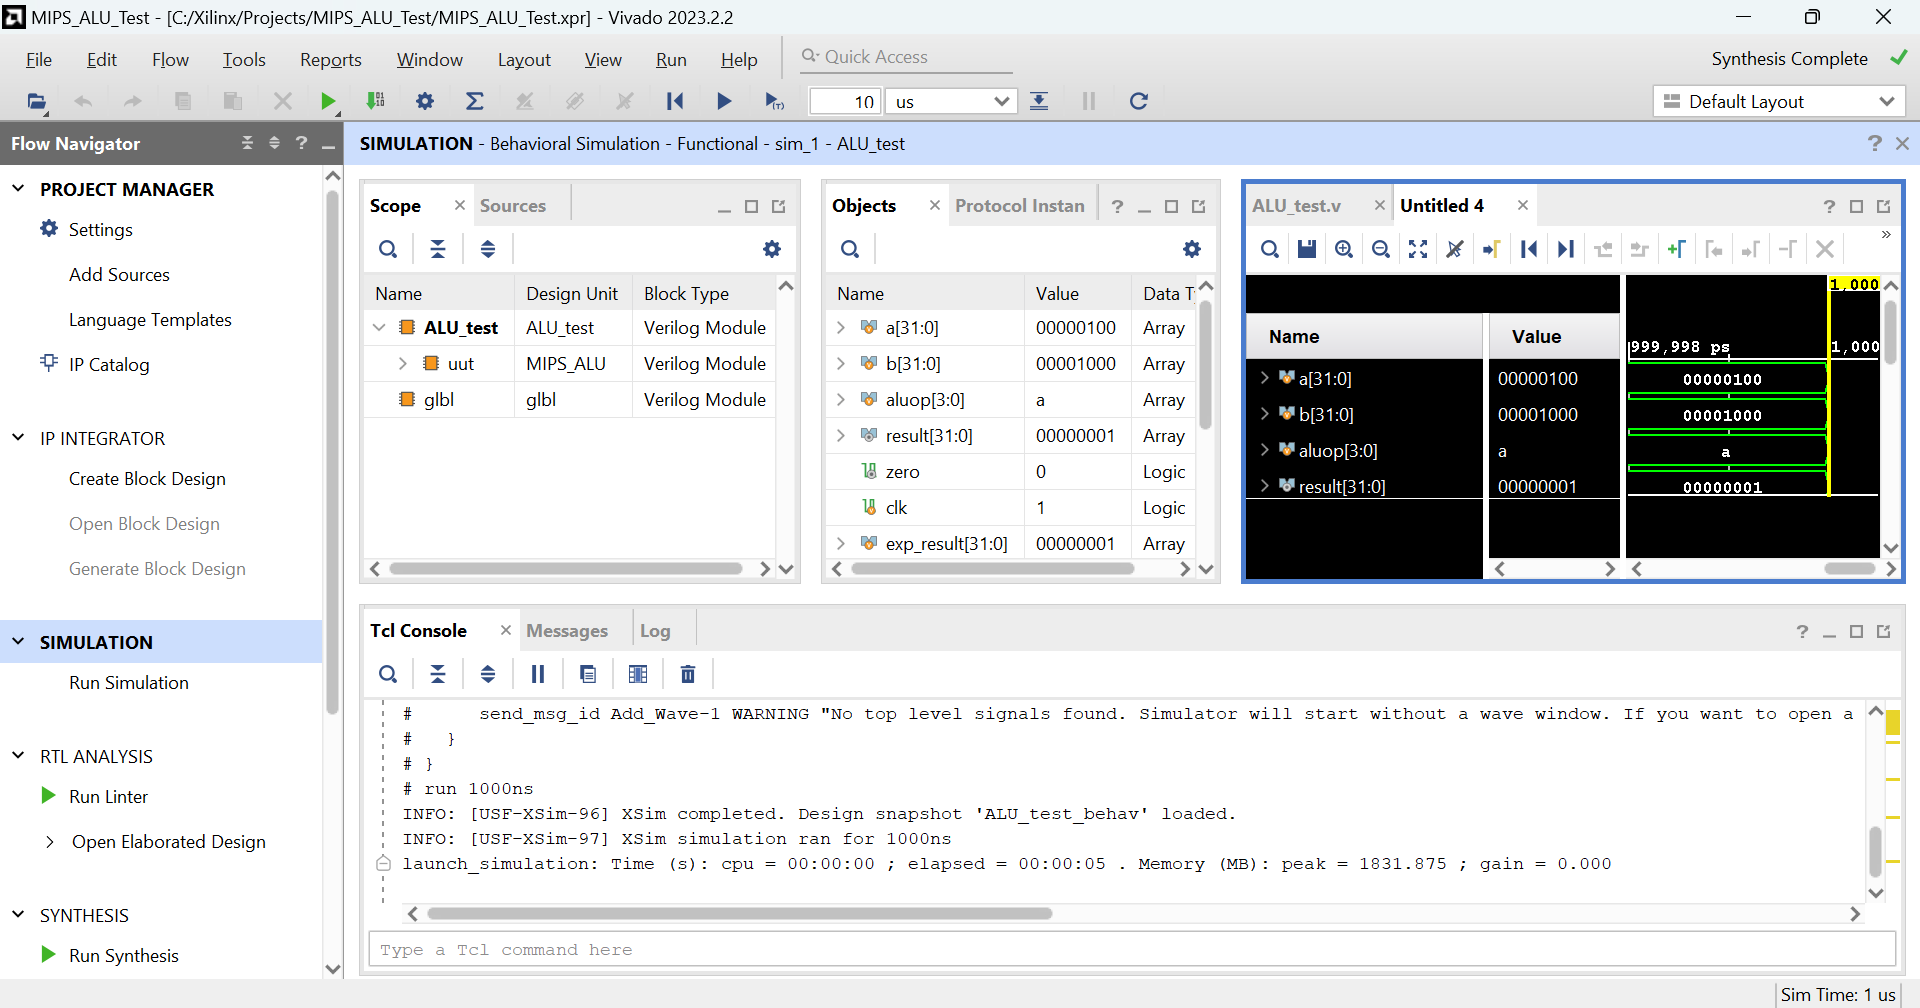 MIPS_ALU_Test - [C:/Xilinx/Projects/MIPS_ALU_Test/MIPS_ALU_Test.xpr] - Vivado 2023.2.2
File Edit Flow Tools Reports Window Layout View Run Help Quick Access Synthesis Complete
10 us Default Layout
Flow Navigator
PROJECT MANAGER
Settings
Add Sources
Language Templates
IP Catalog
IP INTEGRATOR
Create Block Design
Open Block Design
Generate Block Design
SIMULATION
Run Simulation
RTL ANALYSIS
Run Linter
Open Elaborated Design
SYNTHESIS
Run Synthesis
SIMULATION - Behavioral Simulation - Functional - sim_1 - ALU_test
Scope Sources
Name Design Unit Block Type
ALU_test ALU_test Verilog Module
uut MIPS_ALU Verilog Module
glbl glbl Verilog Module
Objects Protocol Instan
Name Value Data T
a[31:0] 00000100 Array
b[31:0] 00001000 Array
aluop[3:0] a Array
result[31:0] 00000001 Array
zero 0 Logic
clk 1 Logic
exp_result[31:0] 00000001 Array
ALU_test.v Untitled 4
1,000
Name Value 999,998 ps 1,000
a[31:0] 00000100 00000100
b[31:0] 00001000 00001000
aluop[3:0] a a
result[31:0] 00000001 00000001
Tcl Console Messages Log
# send_msg_id Add_Wave-1 WARNING "No top level signals found. Simulator will start without a wave window. If you want to open a
# }
# }
# run 1000ns
INFO: [USF-XSim-96] XSim completed. Design snapshot 'ALU_test_behav' loaded.
INFO: [USF-XSim-97] XSim simulation ran for 1000ns
launch_simulation: Time (s): cpu = 00:00:00 ; elapsed = 00:00:05 . Memory (MB): peak = 1831.875 ; gain = 0.000
Type a Tcl command here
Sim Time: 1 us